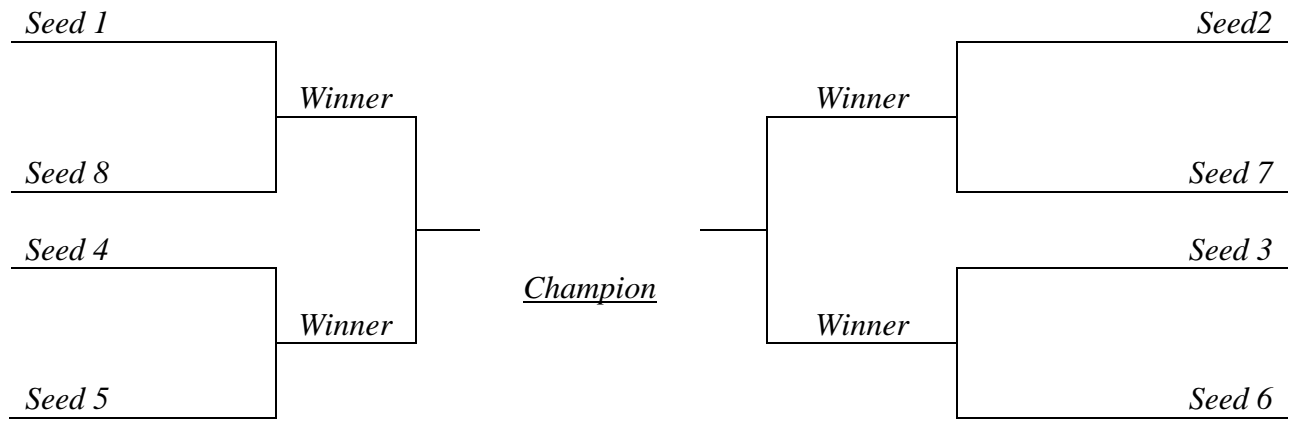 Seed 1
Seed2
Winner
Winner
Seed 8
Seed 7
Seed 4
Seed 3
Champion
Winner
Winner
Seed 5
Seed 6